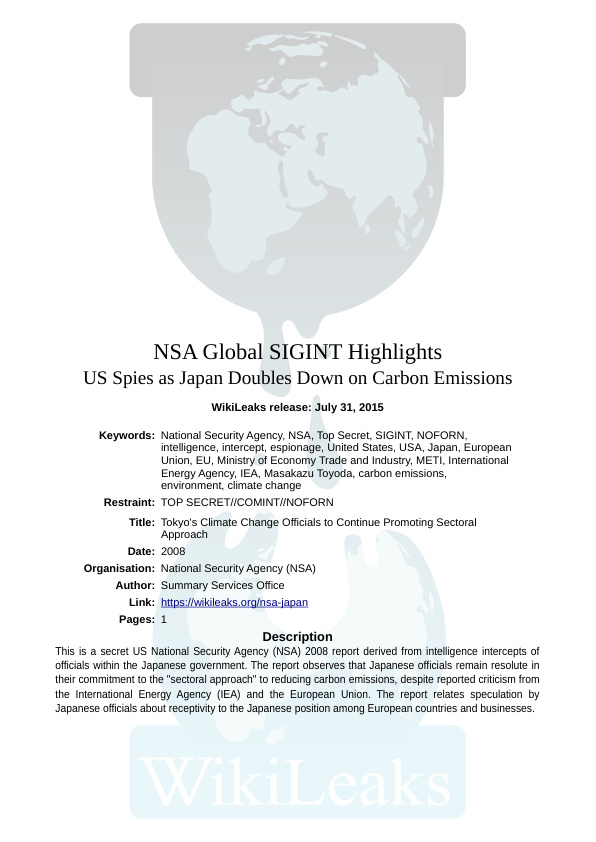 NSA Global SIGINT Highlights
US Spies as Japan Doubles Down on Carbon Emissions
WikiLeaks release: July 31, 2015
Keywords: National Security Agency, NSA, Top Secret, SIGINT, NOFORN,
intelligence, intercept, espionage, United States, USA, Japan, European
Union, EU, Ministry of Economy Trade and Industry, METI, International
Energy Agency, IEA, Masakazu Toyoda, carbon emissions,
environment, climate change
Restraint: TOP SECRET//COMINT//NOFORN
Title: Tokyo's Climate Change Officials to Continue Promoting Sectoral
Approach
Date: 2008
Organisation: National Security Agency (NSA)
Author: Summary Services Office
Link: https://wikileaks.org/nsa-japan
Pages: 1
Description
This is a secret US National Security Agency (NSA) 2008 report derived from intelligence intercepts of
officials within the Japanese government. The report observes that Japanese officials remain resolute in
their commitment to the "sectoral approach" to reducing carbon emissions, despite reported criticism from
the International Energy Agency (IEA) and the European Union. The report relates speculation by
Japanese officials about receptivity to the Japanese position among European countries and businesses.
WikiLeaks